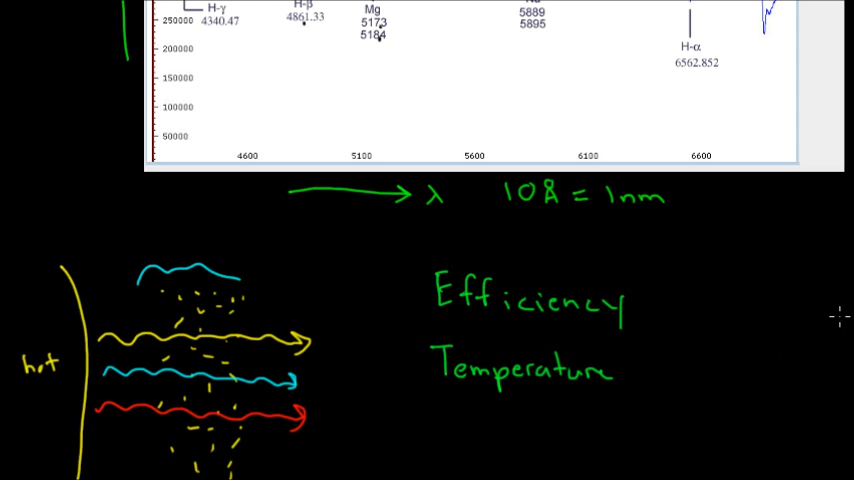 H-γ
4340.47
H-β
4861.33
Mg
5173
5184
5889
5895
H-α
6562.852
250000
200000
150000
100000
50000
4600 5100 5600 6100 6600
λ 10Å = 1nm
Efficiency
hot
Temperature